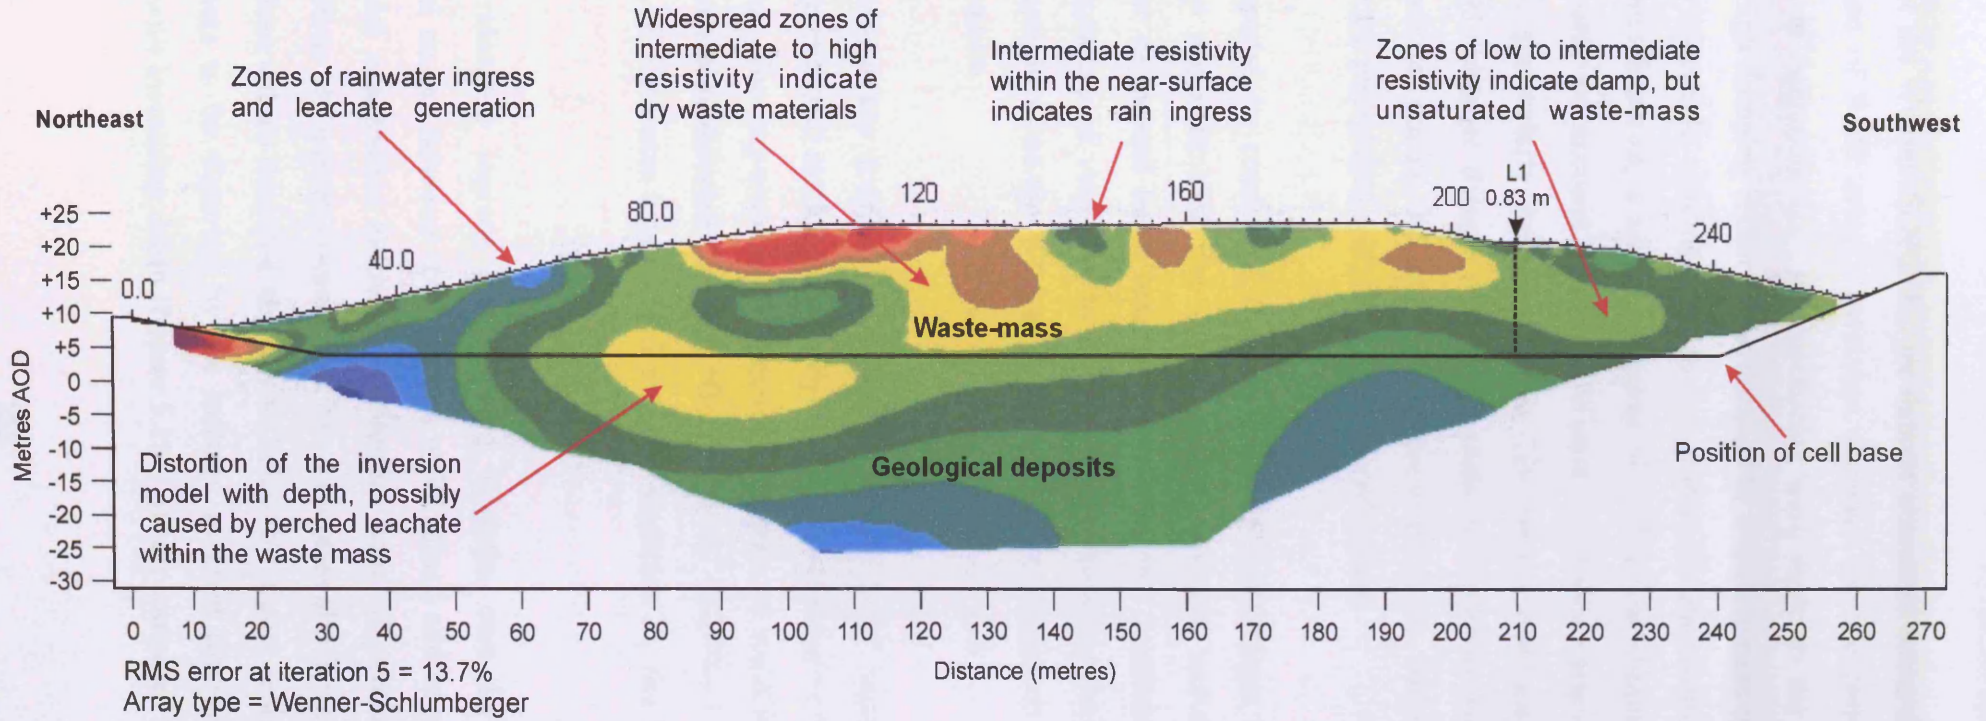 Widespread zones of
intermediate to high
resistivity indicate
dry waste materials
Zones of rainwater ingress
and leachate generation
Intermediate resistivity
within the near-surface
indicates rain ingress
Zones of low to intermediate
resistivity indicate damp, but
unsaturated waste-mass
Northeast
Southwest
L1
0.83 m
0.0
40.0
80.0
120
160
200
240
+25
+20
+15
+10
+5
0
-5
-10
-15
-20
-25
-30
Metres AOD
Waste-mass
Geological deposits
Position of cell base
Distortion of the inversion
model with depth, possibly
caused by perched leachate
within the waste mass
0 10 20 30 40 50 60 70 80 90 100 110 120 130 140 150 160 170 180 190 200 210 220 230 240 250 260 270
Distance (metres)
RMS error at iteration 5 = 13.7%
Array type = Wenner-Schlumberger